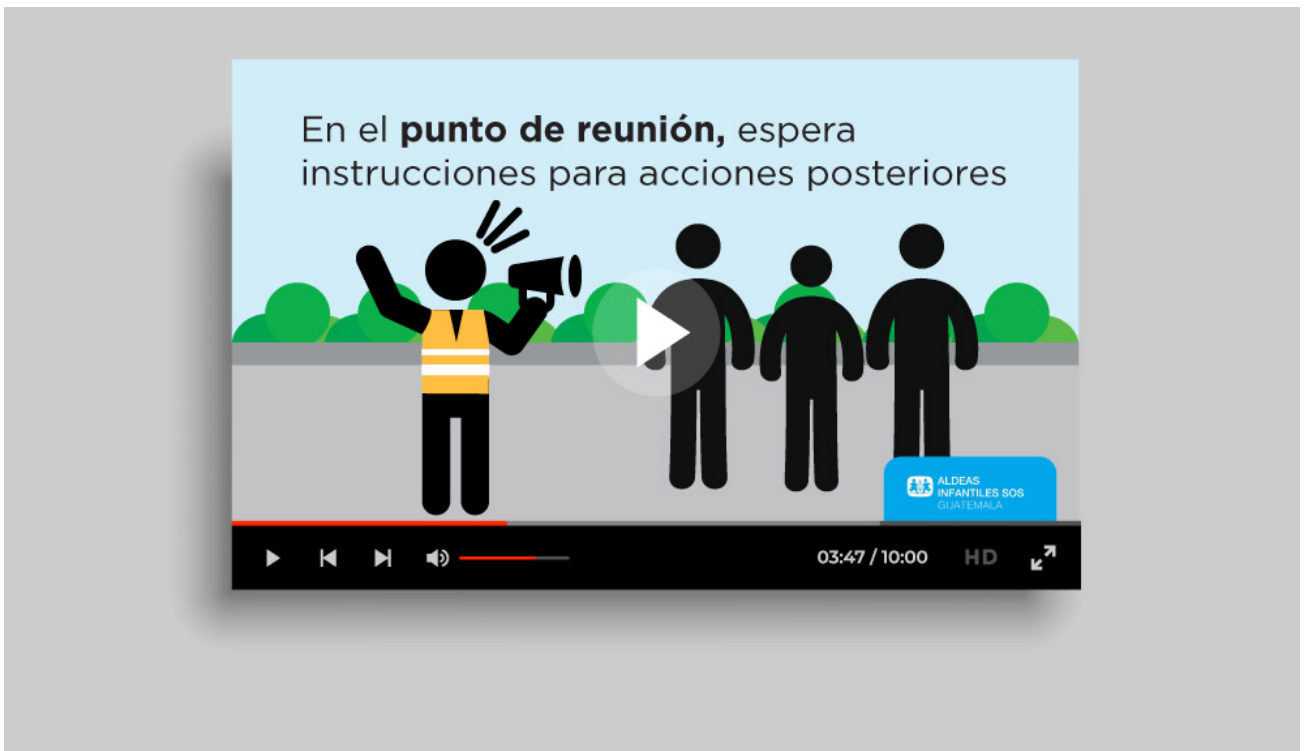 En el punto de reunión, espera
instrucciones para acciones posteriores
ALDEAS
INFANTILES SOS
GUATEMALA
03:47 / 10:00 HD